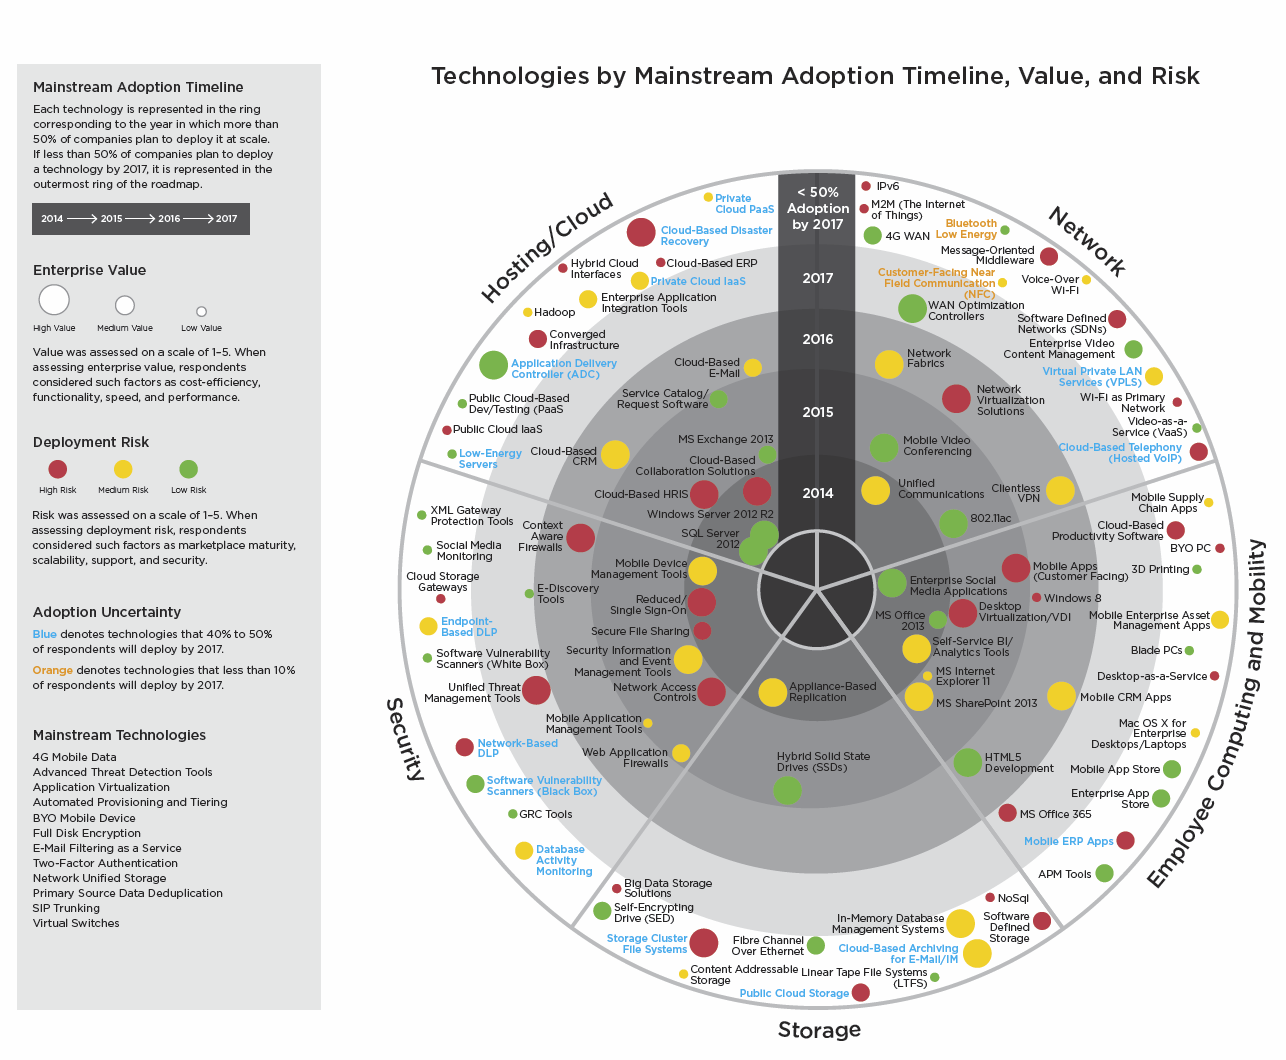 Technologies by Mainstream Adoption Timeline, Value, and Risk
Mainstream Adoption Timeline
Each technology is represented in the ring
corresponding to the year in which more than
50% of companies plan to deploy it at scale.
If less than 50% of companies plan to deploy
a technology by 2017, it is represented in the
outermost ring of the roadmap.
2014 2015 2016 2017
Enterprise Value
High Value Medium Value Low Value
Value was assessed on a scale of 1–5. When
assessing enterprise value, respondents
considered such factors as cost-efficiency,
functionality, speed, and performance.
Deployment Risk
High Risk Medium Risk Low Risk
Risk was assessed on a scale of 1–5. When
assessing deployment risk, respondents
considered such factors as marketplace maturity,
scalability, support, and security.
Adoption Uncertainty
Blue denotes technologies that 40% to 50%
of respondents will deploy by 2017.
Orange denotes technologies that less than 10%
of respondents will deploy by 2017.
Mainstream Technologies
4G Mobile Data
Advanced Threat Detection Tools
Application Virtualization
Automated Provisioning and Tiering
BYO Mobile Device
Full Disk Encryption
E-Mail Filtering as a Service
Two-Factor Authentication
Network Unified Storage
Primary Source Data Deduplication
SIP Trunking
Virtual Switches
< 50%
Adoption
by 2017
2017
2016
2015
2014
Hosting/Cloud
Private
Cloud PaaS
Cloud-Based Disaster
Recovery
Cloud-Based ERP
Hybrid Cloud
Interfaces
Private Cloud IaaS
Enterprise Application
Integration Tools
Hadoop
Converged
Infrastructure
Application Delivery
Controller (ADC)
Cloud-Based
E-Mail
Service Catalog/
Request Software
Public Cloud-Based
Dev/Testing (PaaS
Public Cloud IaaS
Low-Energy
Servers
Cloud-Based
CRM
MS Exchange 2013
Cloud-Based
Collaboration Solutions
Cloud-Based HRIS
Windows Server 2012 R2
SQL Server
2012
Network
IPv6
M2M (The Internet
of Things)
4G WAN
Bluetooth
Low Energy
Message-Oriented
Middleware
Customer-Facing Near
Field Communication
(NFC)
Voice-Over
Wi-Fi
WAN Optimization
Controllers
Software Defined
Networks (SDNs)
Enterprise Video
Content Management
Network
Fabrics
Virtual Private LAN
Services (VPLS)
Network
Virtualization
Solutions
Wi-Fi as Primary
Network
Video-as-a-
Service (VaaS)
Cloud-Based Telephony
(Hosted VoIP)
Mobile Video
Conferencing
Unified
Communications
Clientless
VPN
802.11ac
Employee Computing and Mobility
Mobile Supply
Chain Apps
Cloud-Based
Productivity Software
BYO PC
3D Printing
Mobile Apps
(Customer Facing)
Enterprise Social
Media Applications
Windows 8
Desktop
Virtualization/VDI
MS Office
2013
Mobile Enterprise Asset
Management Apps
Self-Service BI/
Analytics Tools
Blade PCs
MS Internet
Explorer 11
Desktop-as-a-Service
MS SharePoint 2013
Mobile CRM Apps
Mac OS X for
Enterprise
Desktops/Laptops
HTML5
Development
Mobile App Store
Enterprise App
Store
MS Office 365
Mobile ERP Apps
APM Tools
Security
XML Gateway
Protection Tools
Social Media
Monitoring
Context
Aware
Firewalls
Cloud Storage
Gateways
E-Discovery
Tools
Mobile Device
Management Tools
Reduced/
Single Sign-On
Endpoint-
Based DLP
Secure File Sharing
Software Vulnerability
Scanners (White Box)
Security Information
and Event
Management Tools
Unified Threat
Management Tools
Network Access
Controls
Mobile Application
Management Tools
Network-Based
DLP
Web Application
Firewalls
Software Vulnerability
Scanners (Black Box)
GRC Tools
Database
Activity
Monitoring
Storage
Appliance-Based
Replication
Hybrid Solid State
Drives (SSDs)
Big Data Storage
Solutions
Self-Encrypting
Drive (SED)
Storage Cluster
File Systems
Fibre Channel
Over Ethernet
Content Addressable
Storage
Public Cloud Storage
Linear Tape File Systems
(LTFS)
Cloud-Based Archiving
for E-Mail/IM
In-Memory Database
Management Systems
NoSql
Software
Defined
Storage